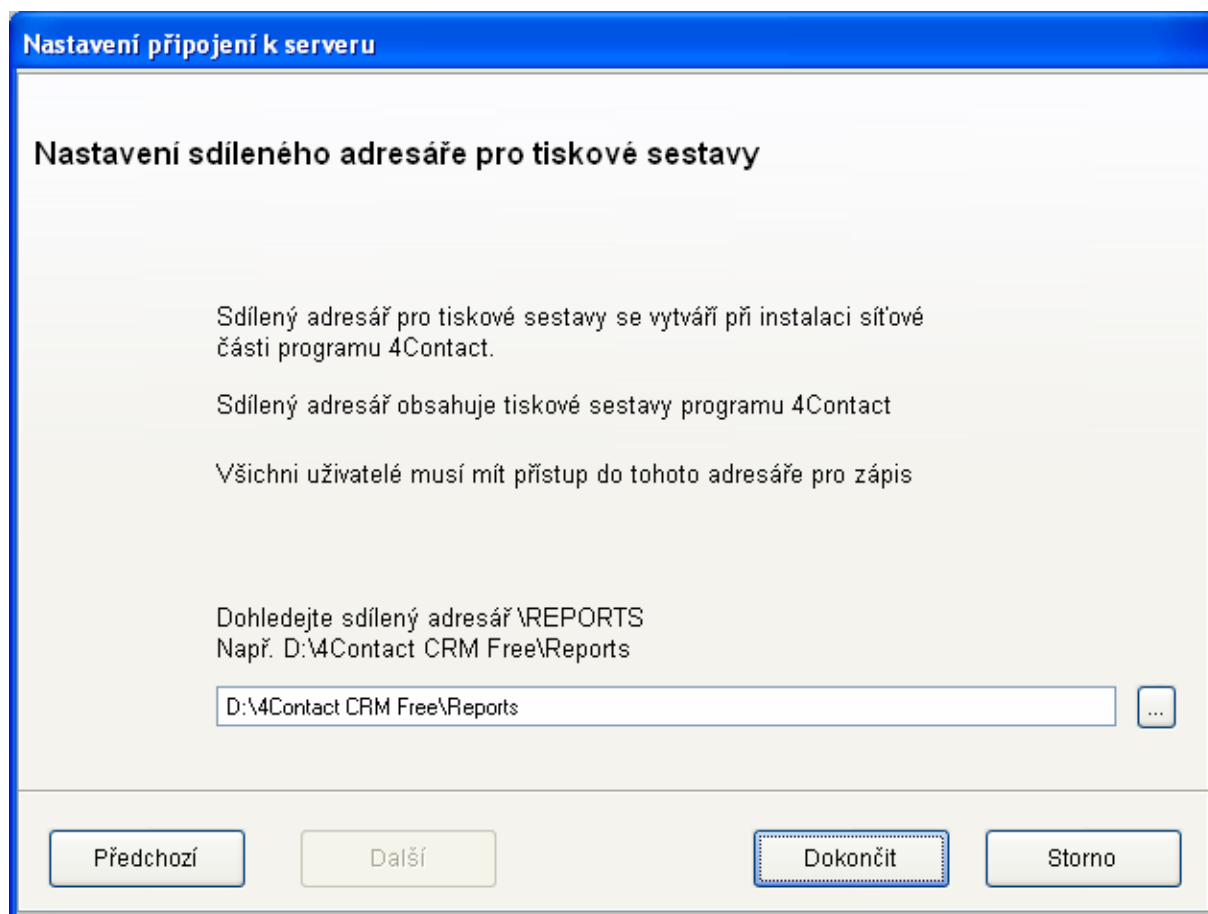 Nastavení připojení k serveru
Nastavení sdíleného adresáře pro tiskové sestavy
Sdílený adresář pro tiskové sestavy se vytváří při instalaci síťové
části programu 4Contact.
Sdílený adresář obsahuje tiskové sestavy programu 4Contact
Všichni uživatelé musí mít přístup do tohoto adresáře pro zápis
Dohledejte sdílený adresář \REPORTS
Např. D:\4Contact CRM Free\Reports
D:\4Contact CRM Free\Reports
...
Předchozí
Další
Dokončit
Storno